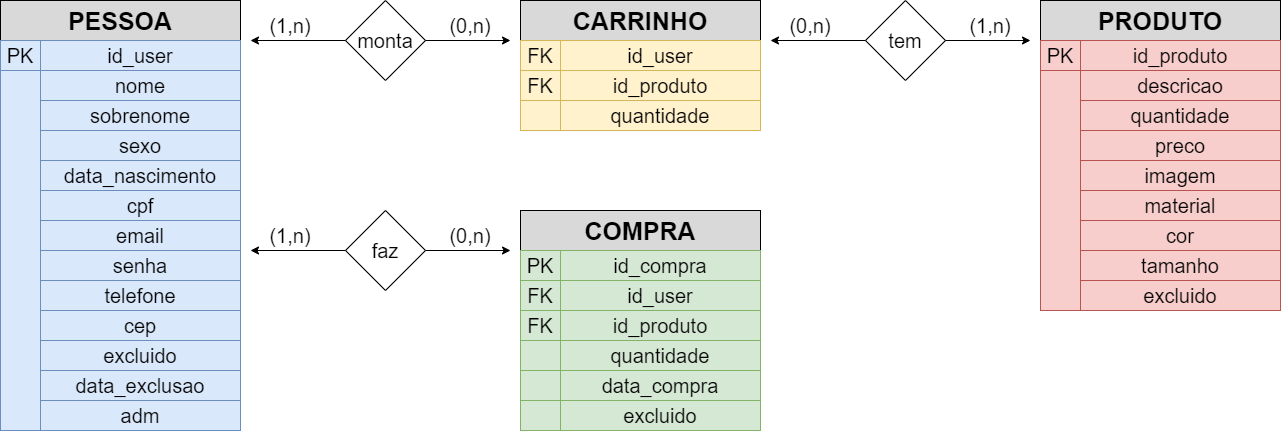 PESSOA
PK id_user
nome
sobrenome
sexo
data_nascimento
cpf
email
senha
telefone
cep
excluido
data_exclusao
adm
(1,n) monta (0,n)
CARRINHO
FK id_user
FK id_produto
quantidade
(0,n) tem (1,n)
PRODUTO
PK id_produto
descricao
quantidade
preco
imagem
material
cor
tamanho
excluido
(1,n) faz (0,n)
COMPRA
PK id_compra
FK id_user
FK id_produto
quantidade
data_compra
excluido